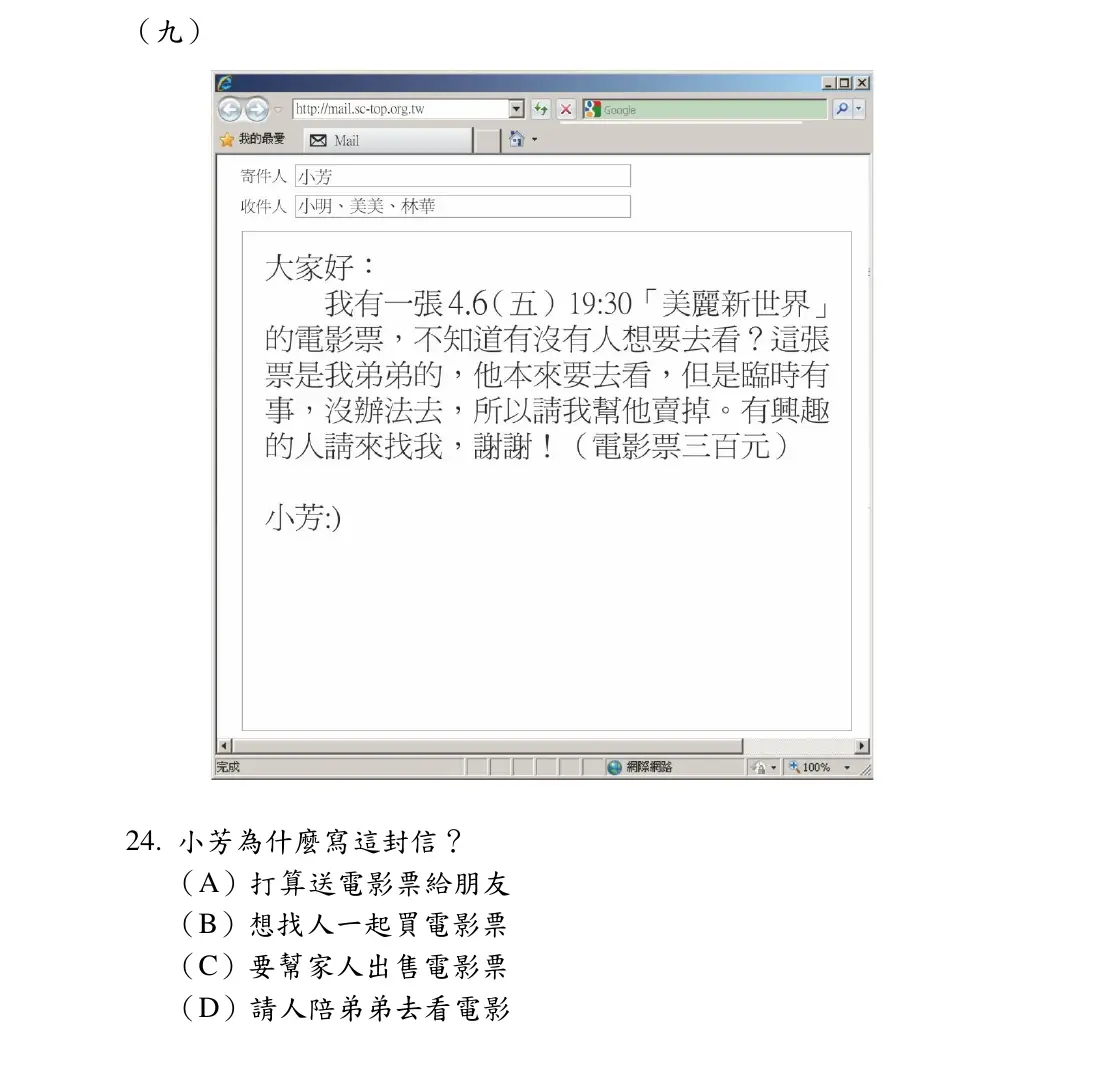 （九）
http://mail.sc-top.org.tw
Google
我的最愛
Mail
寄件人 小芳
收件人 小明、美美、林華
大家好：
我有一張 4.6（五）19:30「美麗新世界」
的電影票，不知道有沒有人想要去看？這張
票是我弟弟的，他本來要去看，但是臨時有
事，沒辦法去，所以請我幫他賣掉。有興趣
的人請來找我，謝謝！（電影票三百元）
小芳:)
完成
網際網路
100%
24. 小芳為什麼寫這封信？
（A）打算送電影票給朋友
（B）想找人一起買電影票
（C）要幫家人出售電影票
（D）請人陪弟弟去看電影